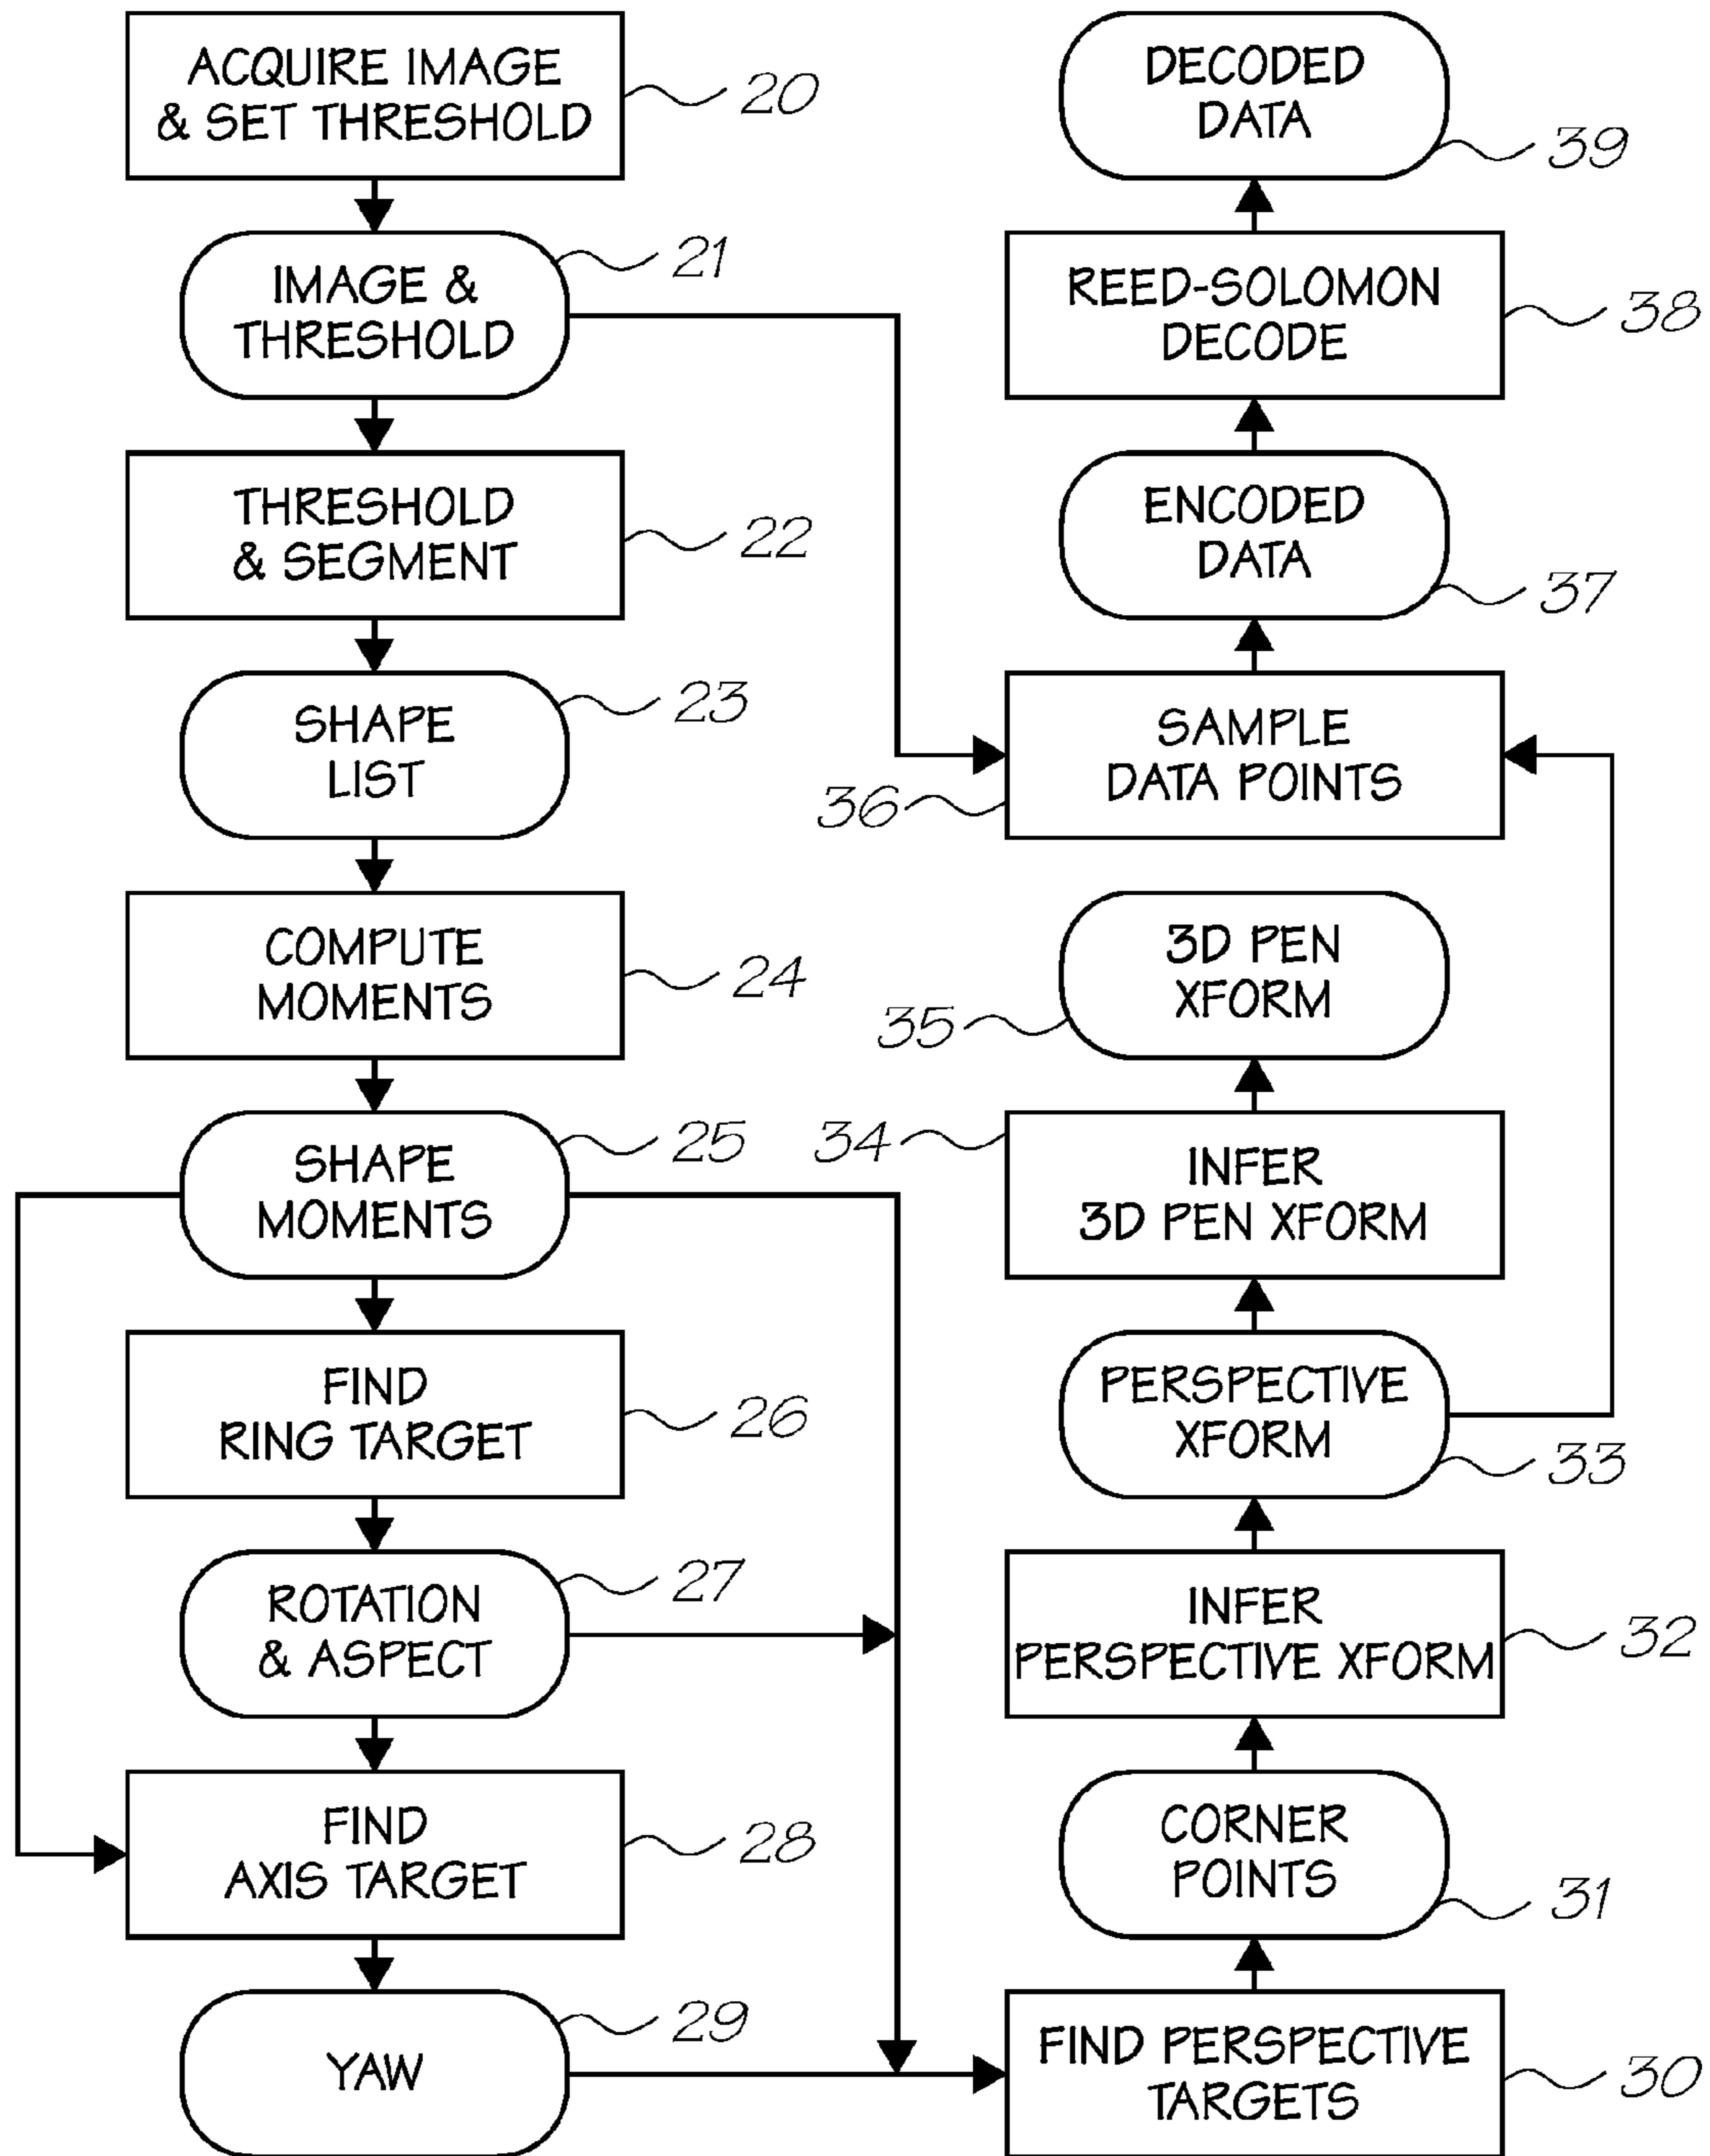 ACQUIRE IMAGE
& SET THRESHOLD
20
IMAGE &
THRESHOLD
21
THRESHOLD
& SEGMENT
22
SHAPE
LIST
23
COMPUTE
MOMENTS
24
SHAPE
MOMENTS
25
FIND
RING TARGET
26
ROTATION
& ASPECT
27
FIND
AXIS TARGET
28
YAW
29
DECODED
DATA
39
REED-SOLOMON
DECODE
38
ENCODED
DATA
37
SAMPLE
DATA POINTS
36
3D PEN
XFORM
35
INFER
3D PEN XFORM
34
PERSPECTIVE
XFORM
33
INFER
PERSPECTIVE XFORM
32
CORNER
POINTS
31
FIND PERSPECTIVE
TARGETS
30